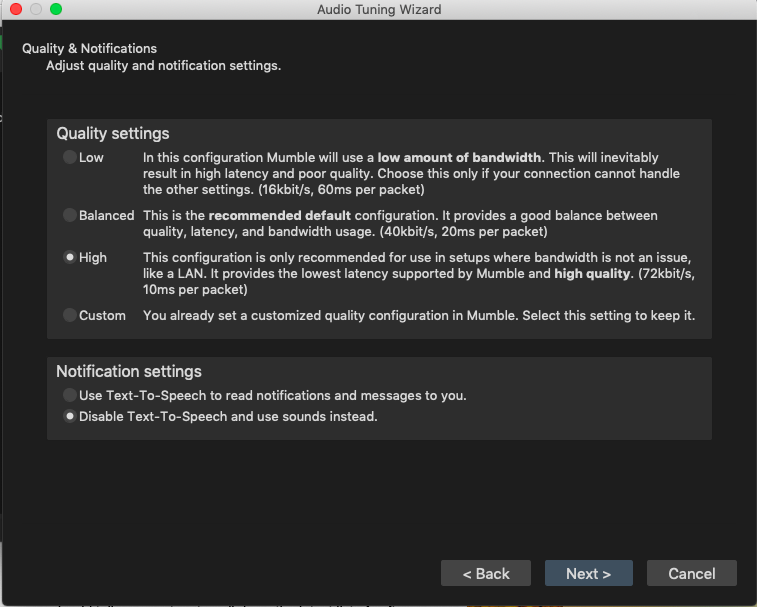 Audio Tuning Wizard
Quality & Notifications
Adjust quality and notification settings.
Quality settings
Low In this configuration Mumble will use a low amount of bandwidth. This will inevitably
result in high latency and poor quality. Choose this only if your connection cannot handle
the other settings. (16kbit/s, 60ms per packet)
Balanced This is the recommended default configuration. It provides a good balance between
quality, latency, and bandwidth usage. (40kbit/s, 20ms per packet)
High This configuration is only recommended for use in setups where bandwidth is not an issue,
like a LAN. It provides the lowest latency supported by Mumble and high quality. (72kbit/s,
10ms per packet)
Custom You already set a customized quality configuration in Mumble. Select this setting to keep it.
Notification settings
Use Text-To-Speech to read notifications and messages to you.
Disable Text-To-Speech and use sounds instead.
< Back Next > Cancel